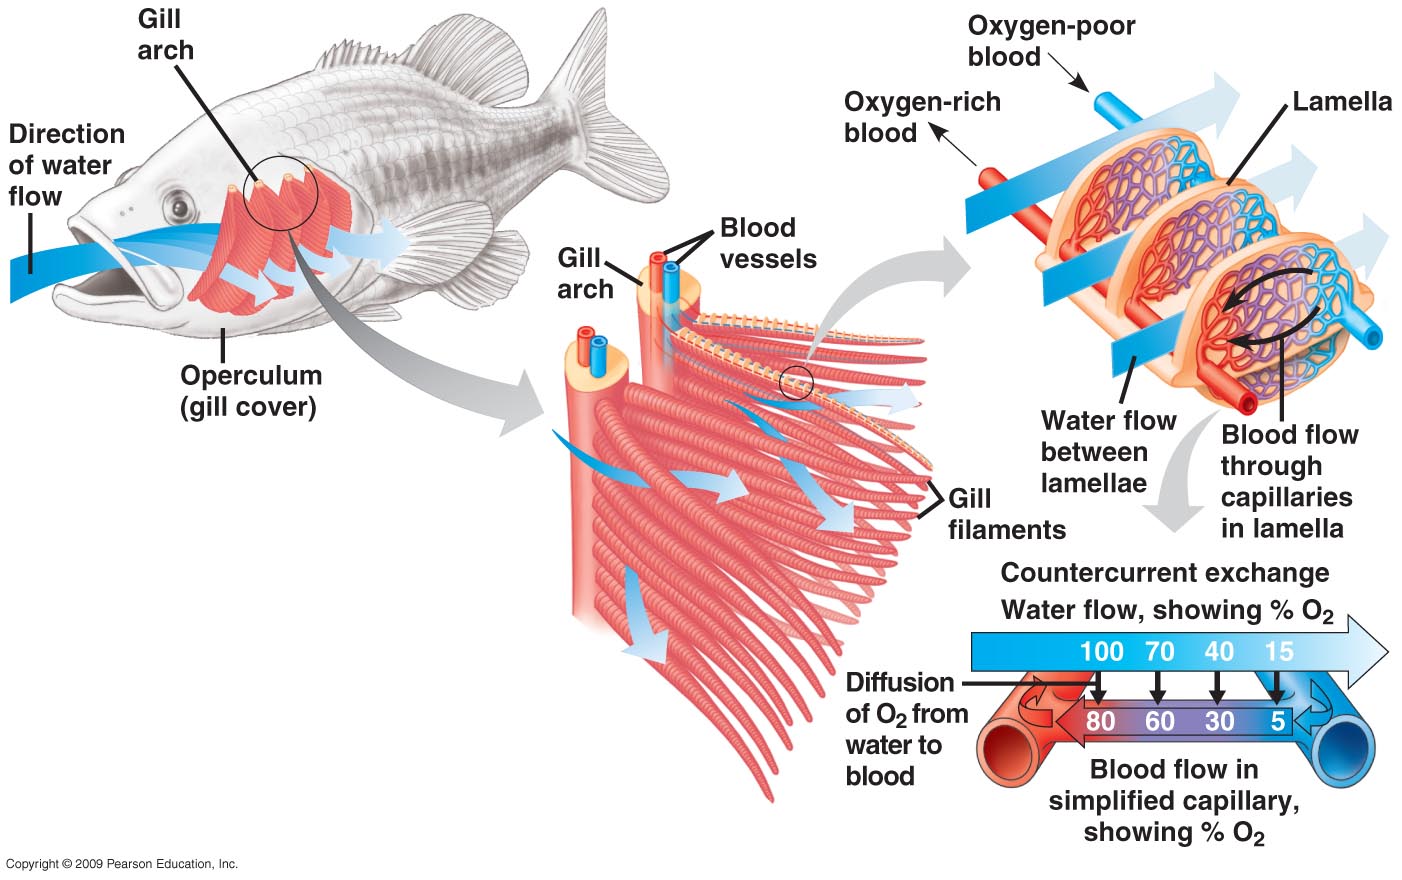 Gill
arch
Direction
of water
flow
Operculum
(gill cover)
Gill
arch
Blood
vessels
Gill
filaments
Oxygen-poor
blood
Oxygen-rich
blood
Lamella
Water flow
between
lamellae
Blood flow
through
capillaries
in lamella
Countercurrent exchange
Water flow, showing % O₂
100 70 40 15
Diffusion
of O₂ from
water to
blood
80 60 30 5
Blood flow in
simplified capillary,
showing % O₂
Copyright © 2009 Pearson Education, Inc.